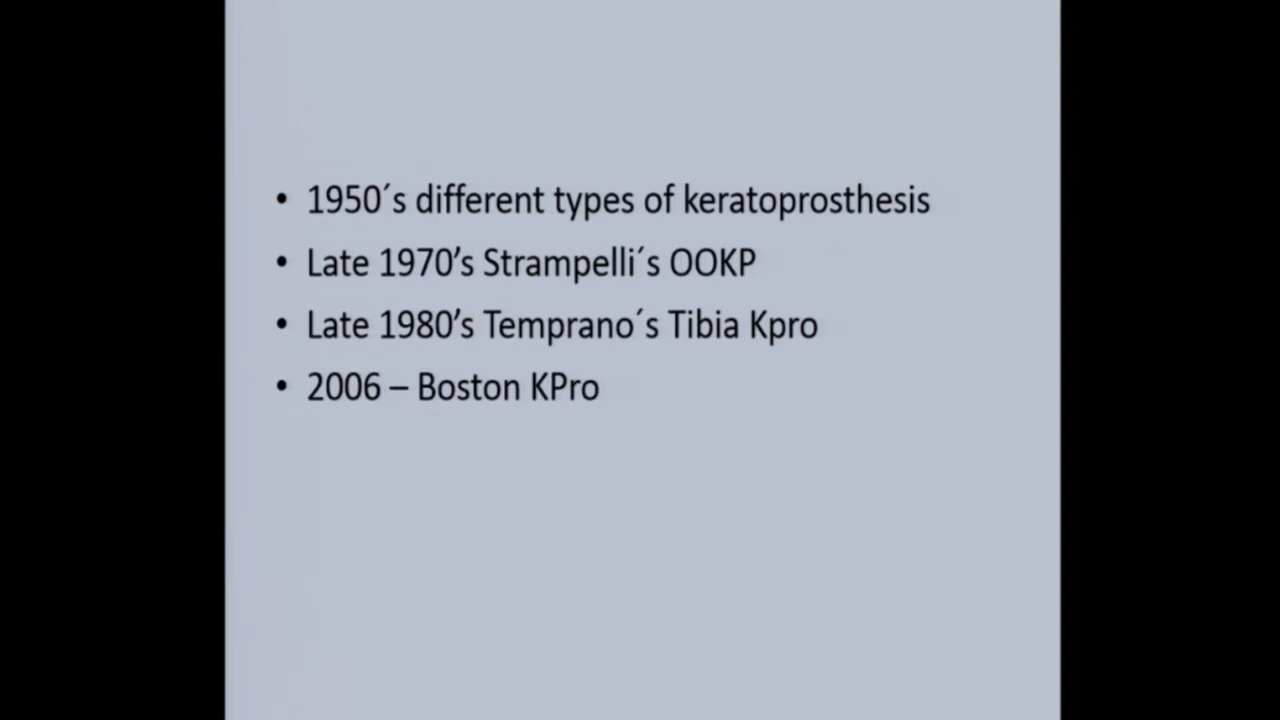 • 1950´s different types of keratoprosthesis
• Late 1970’s Strampelli´s OOKP
• Late 1980’s Temprano´s Tibia Kpro
• 2006 – Boston KPro